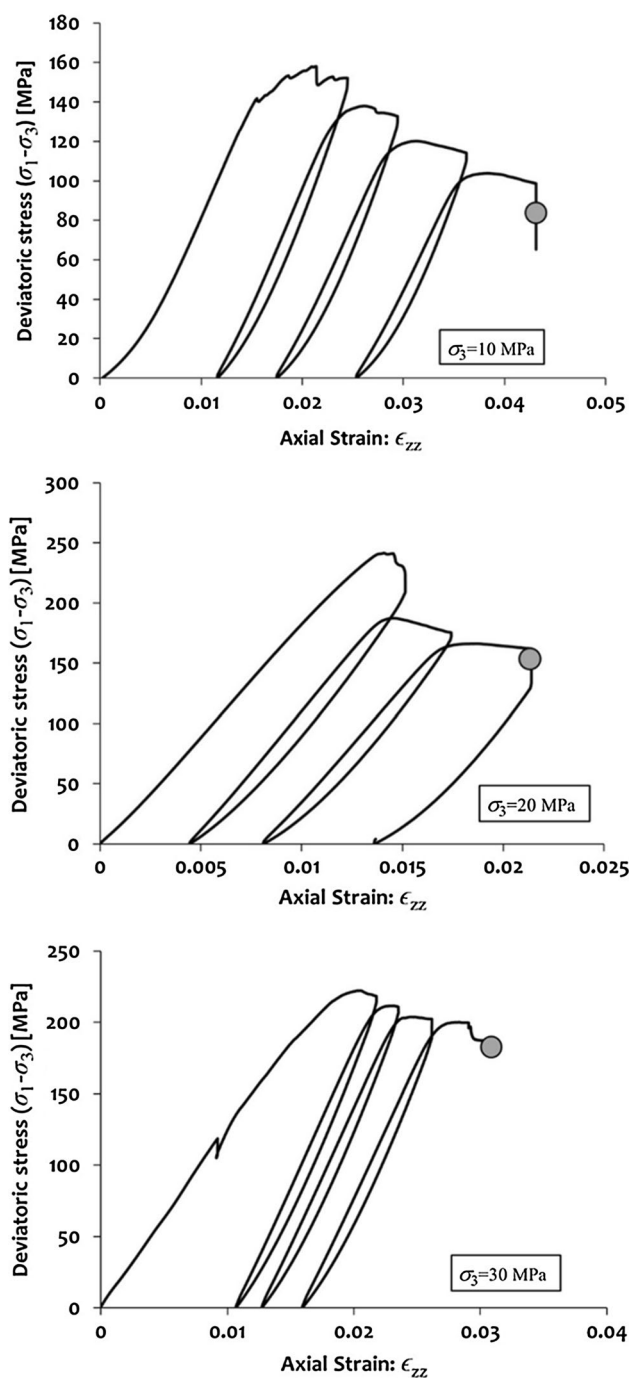 180
160
140
120
100
80
60
40
20
0
Deviatoric stress (σ1-σ3) [MPa]
σ3=10 MPa
0 0.01 0.02 0.03 0.04 0.05
Axial Strain: ϵzz
300
250
200
150
100
50
0
Deviatoric stress (σ1-σ3) [MPa]
σ3=20 MPa
0 0.005 0.01 0.015 0.02 0.025
Axial Strain: ϵzz
250
200
150
100
50
0
Deviatoric stress (σ1-σ3) [MPa]
σ3=30 MPa
0 0.01 0.02 0.03 0.04
Axial Strain: ϵzz